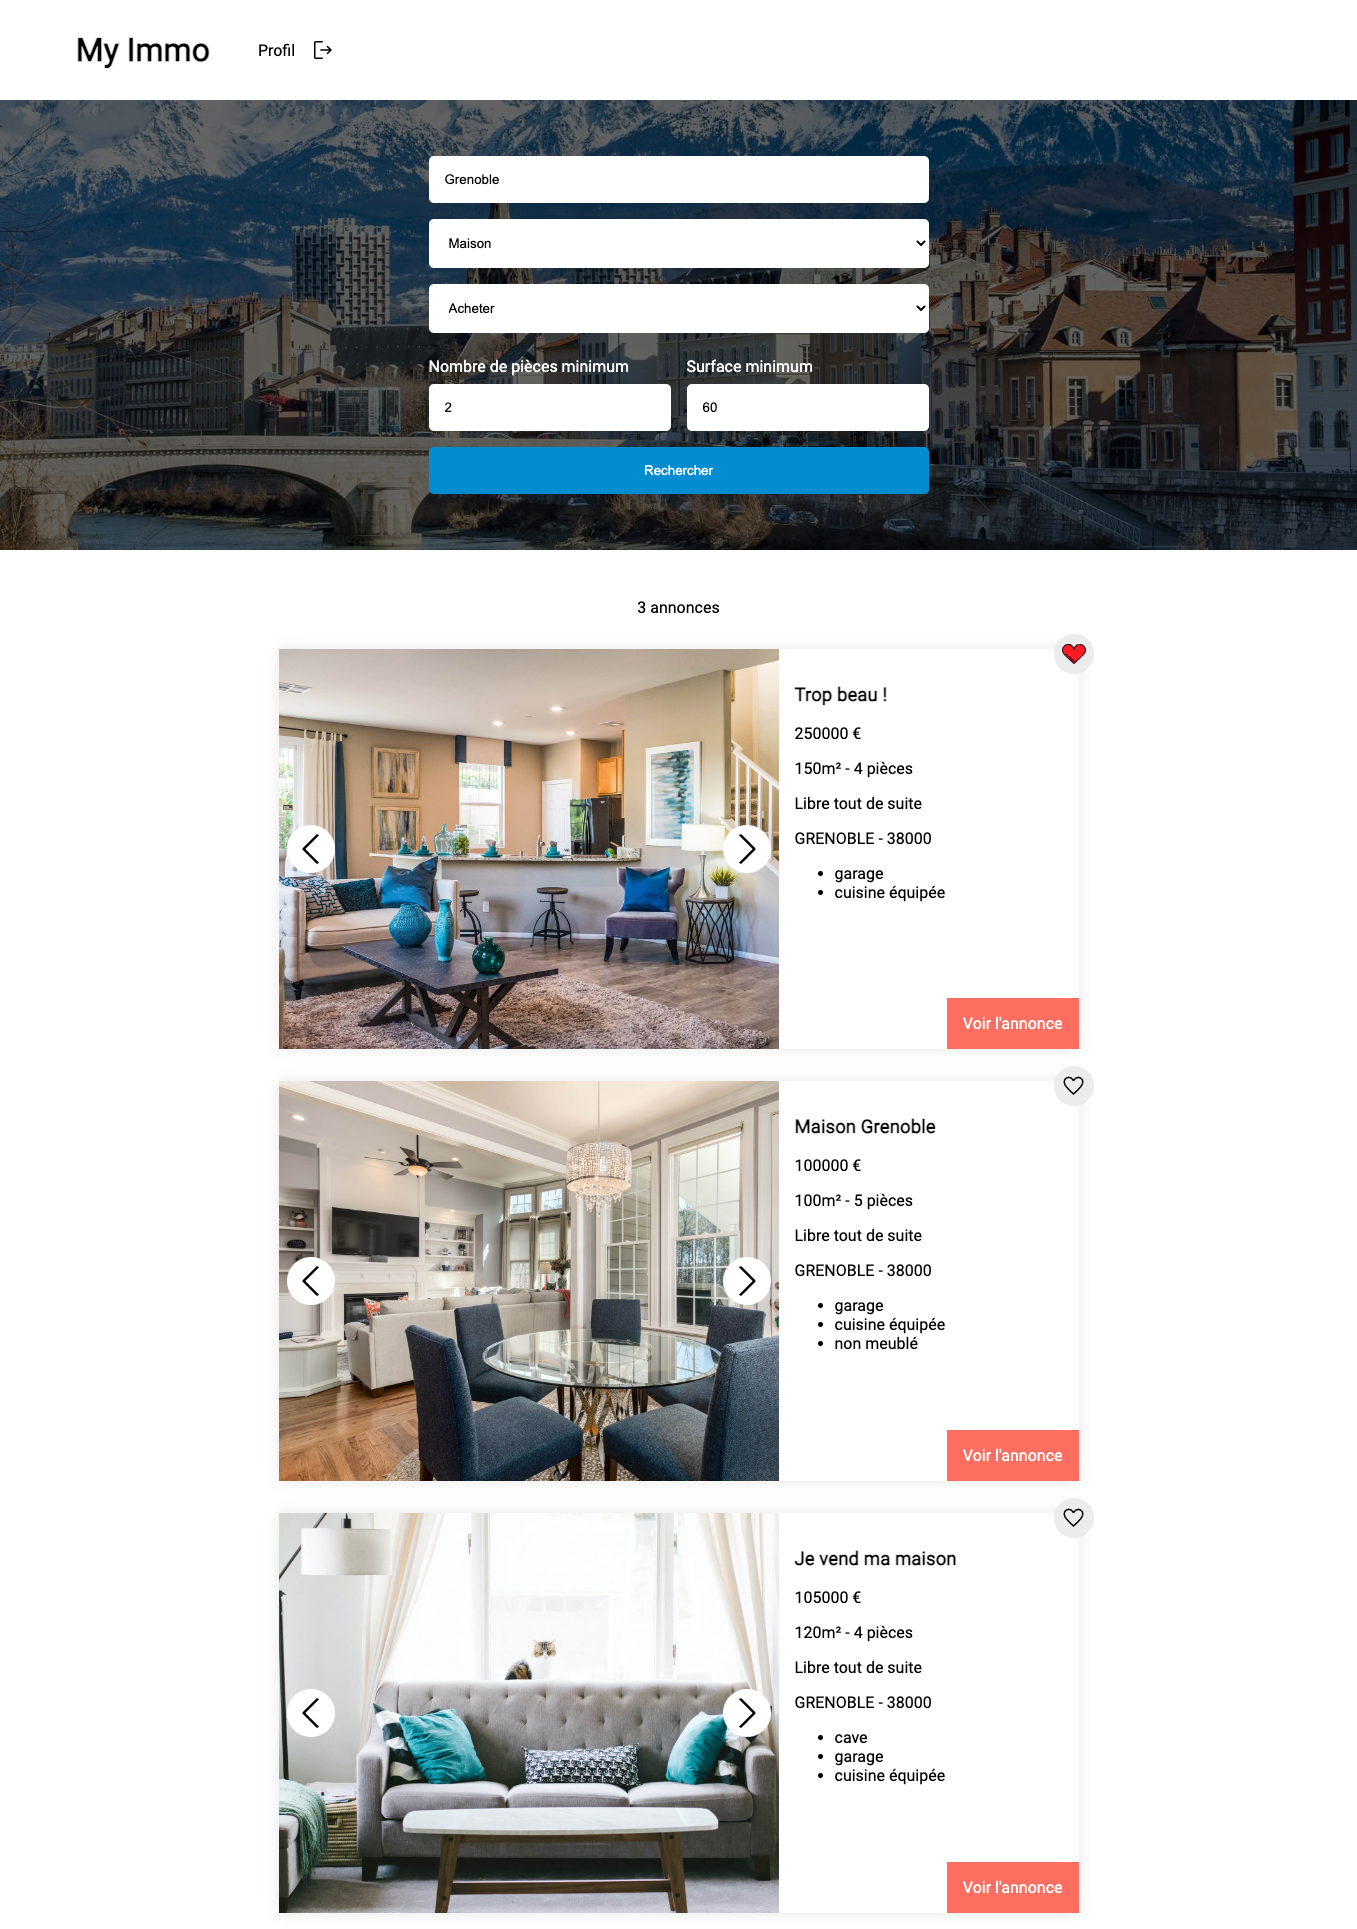 My Immo
Profil
Grenoble
Maison
Acheter
Nombre de pièces minimum
Surface minimum
2
60
Rechercher
3 annonces
Trop beau !
250000 €
150m² - 4 pièces
Libre tout de suite
GRENOBLE - 38000
garage
cuisine équipée
Voir l'annonce
Maison Grenoble
100000 €
100m² - 5 pièces
Libre tout de suite
GRENOBLE - 38000
garage
cuisine équipée
non meublé
Voir l'annonce
Je vend ma maison
105000 €
120m² - 4 pièces
Libre tout de suite
GRENOBLE - 38000
cave
garage
cuisine équipée
Voir l'annonce